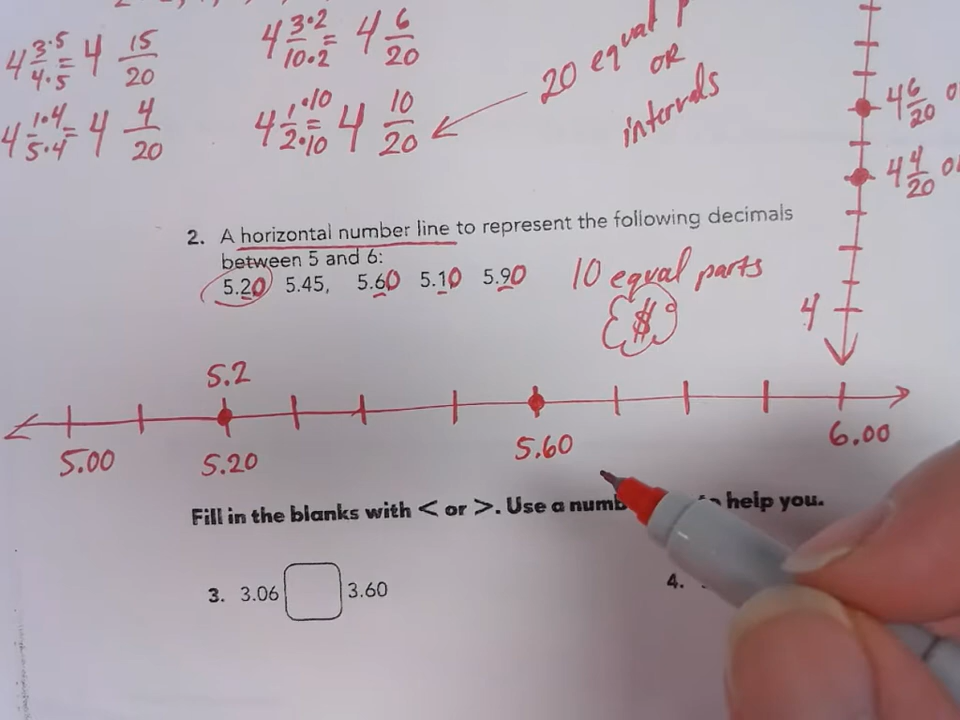 4 3·5/4·5 = 4 15/20
4 3·2/10·2 = 4 6/20
20 equal
OR
intervals
4 1·4/5·4 = 4 4/20
4 1·10/2·10 = 4 10/20
4 6/20
4 4/20
4
2. A horizontal number line to represent the following decimals
between 5 and 6:
5.20 5.45, 5.60 5.10 5.90
10 equal parts
$
5.2
5.00 5.20 5.60 6.00
Fill in the blanks with < or >. Use a help you.
3. 3.06 3.60
4.